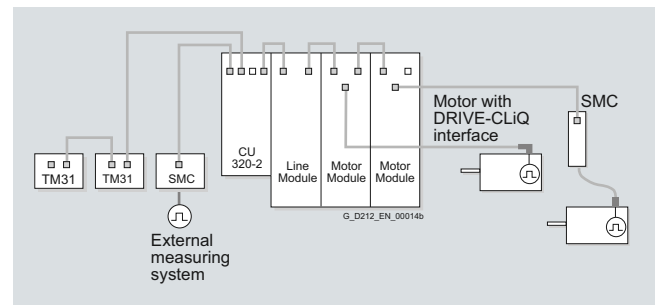 Motor with
DRIVE-CLiQ
interface
SMC
CU
320-2
Line
Module
Motor
Module
Motor
Module
TM31
TM31
SMC
G_D212_EN_00014b
External
measuring
system